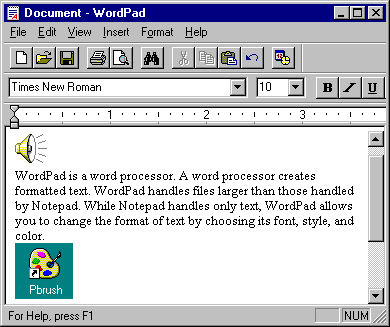 Document - WordPad
File Edit View Insert Format Help
Times New Roman 10 B I U
1 2 3
WordPad is a word processor. A word processor creates
formatted text. WordPad handles files larger than those handled
by Notepad. While Notepad handles only text, WordPad allows
you to change the format of text by choosing its font, style, and
color.
Pbrush
For Help, press F1 NUM